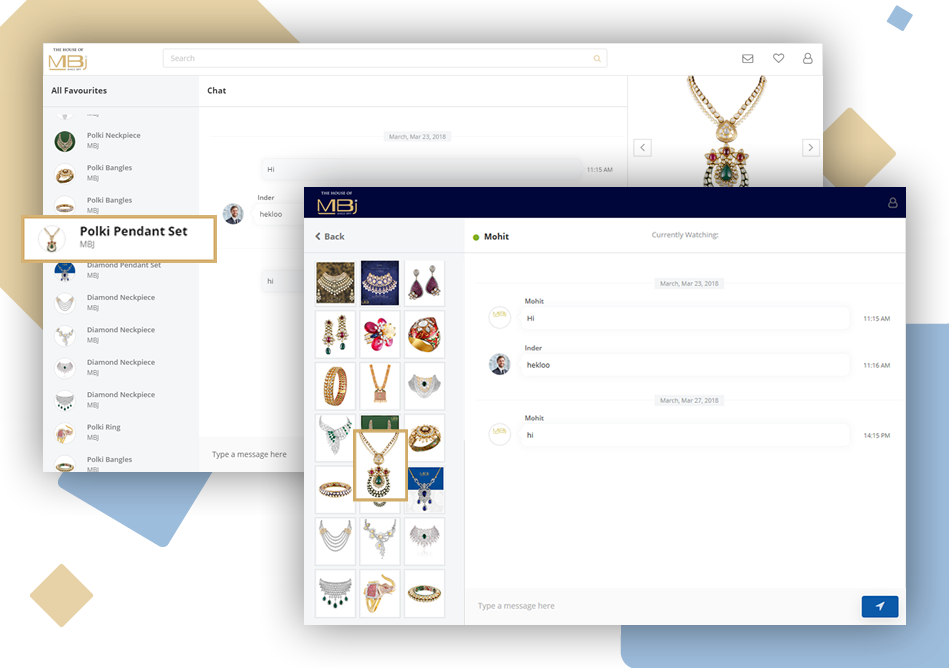 THE HOUSE OF
MBj
Search
All Favourites
Chat
MBJ
Polki Neckpiece
MBJ
Polki Bangles
MBJ
Polki Bangles
MBJ
Polki Pendant Set
MBJ
Diamond Pendant Set
MBJ
Diamond Neckpiece
MBJ
Diamond Neckpiece
MBJ
Diamond Neckpiece
MBJ
Diamond Neckpiece
MBJ
Polki Ring
MBJ
Polki Bangles
MBJ
March, Mar 23, 2018
Hi
11:15 AM
Inder
hekloo
hi
Type a message here
THE HOUSE OF
MBj
Back
Mohit
Currently Watching:
March, Mar 23, 2018
Mohit
Hi
11:15 AM
Inder
hekloo
11:16 AM
March, Mar 27, 2018
Mohit
hi
14:15 PM
Type a message here